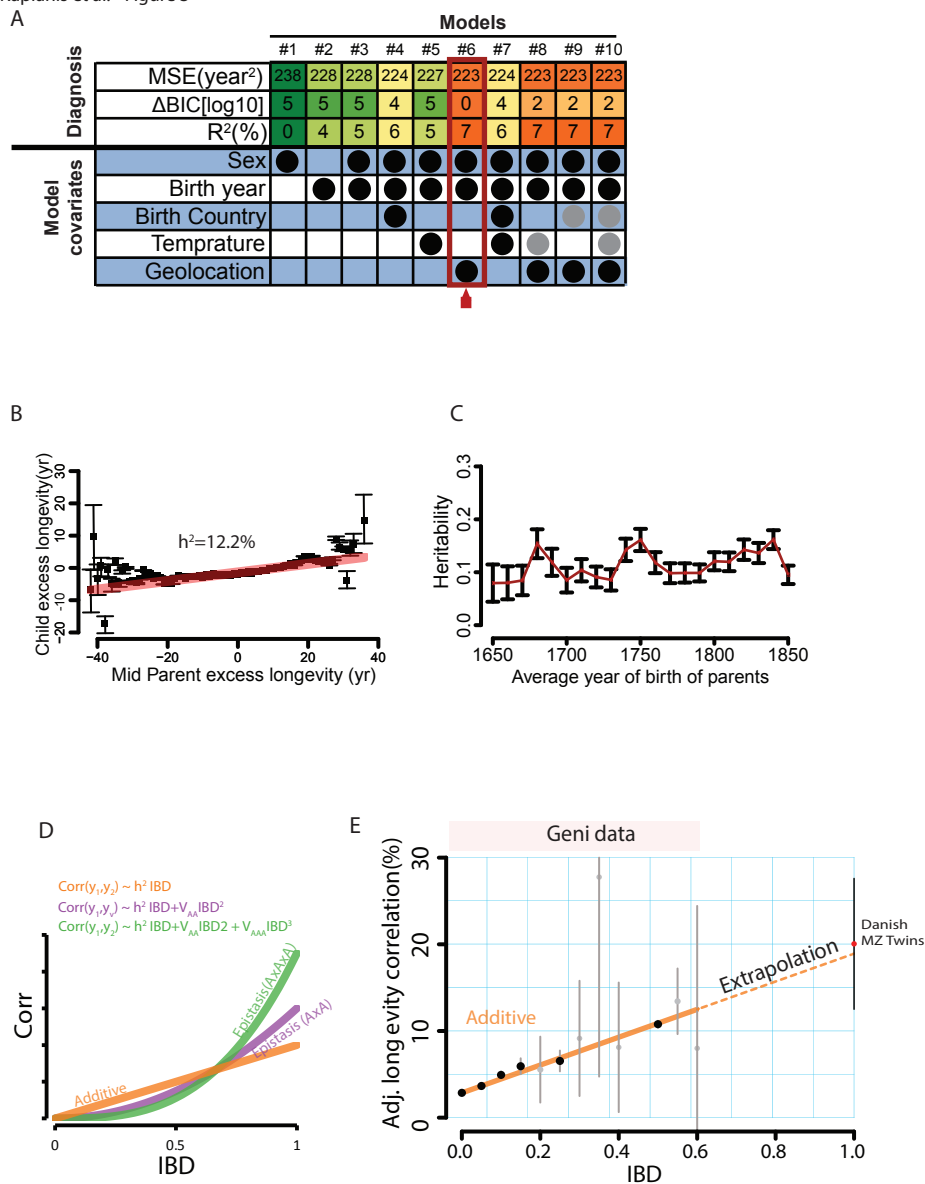 Kaplanis et al. Figure 3
A
Models
#1 #2 #3 #4 #5 #6 #7 #8 #9 #10
Diagnosis
MSE(year²) 238 228 228 224 227 223 224 223 223 223
ΔBIC[log10] 5 5 5 4 5 0 4 2 2 2
R²(%) 0 4 5 6 5 7 6 7 7 7
Model
covariates
Sex
Birth year
Birth Country
Temprature
Geolocation
B
Child excess longevity(yr)
30
20
10
0
−10
−20
h²=12.2%
−40 −20 0 20 40
Mid Parent excess longevity (yr)
C
Heritability
0.3
0.2
0.1
0.0
1650 1700 1750 1800 1850
Average year of birth of parents
D
Corr(y₁,y₂) ~ h² IBD
Corr(y₁,yᵥ) ~ h² IBD+V_AA IBD²
Corr(y₁,y₂) ~ h² IBD+V_AA IBD2 + V_AAA IBD³
Corr
Epistasis(AxAxA)
Epistasis (AxA)
Additive
0 0.5 1
IBD
E
Geni data
Adj. longevity correlation(%)
30
20
10
0
Danish
MZ Twins
Extrapolation
Additive
0.0 0.2 0.4 0.6 0.8 1.0
IBD